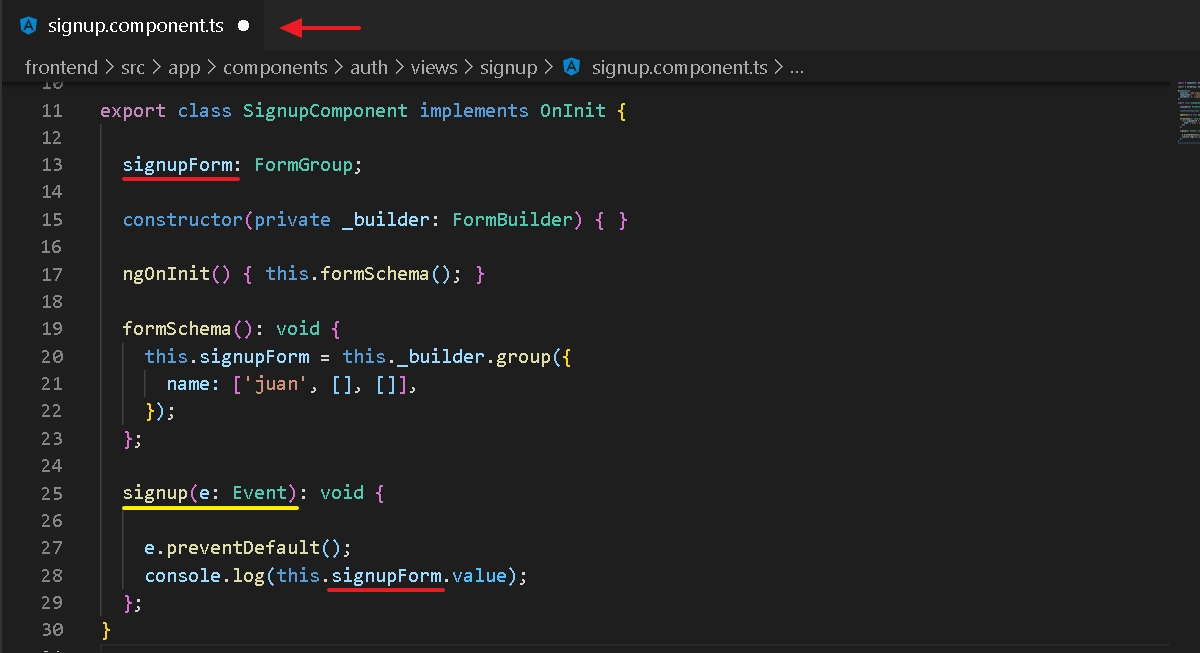 signup.component.ts
frontend > src > app > components > auth > views > signup > signup.component.ts > ...
10
11 export class SignupComponent implements OnInit {
12
13 signupForm: FormGroup;
14
15 constructor(private _builder: FormBuilder) { }
16
17 ngOnInit() { this.formSchema(); }
18
19 formSchema(): void {
20 this.signupForm = this._builder.group({
21 name: ['juan', [], []],
22 });
23 };
24
25 signup(e: Event): void {
26
27 e.preventDefault();
28 console.log(this.signupForm.value);
29 };
30 }